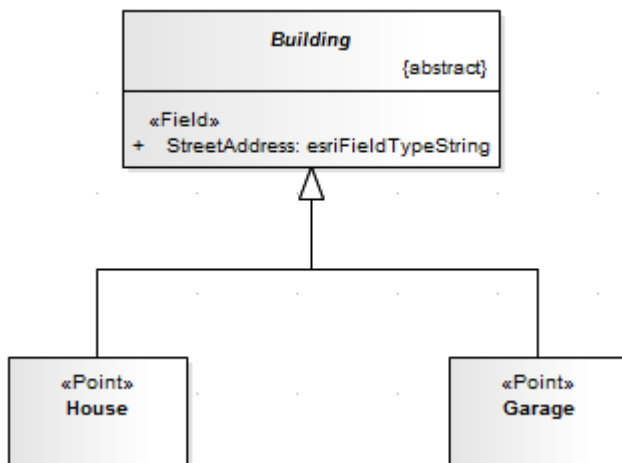 Building
{abstract}
«Field»
+ StreetAddress: esriFieldTypeString
«Point»
House
«Point»
Garage